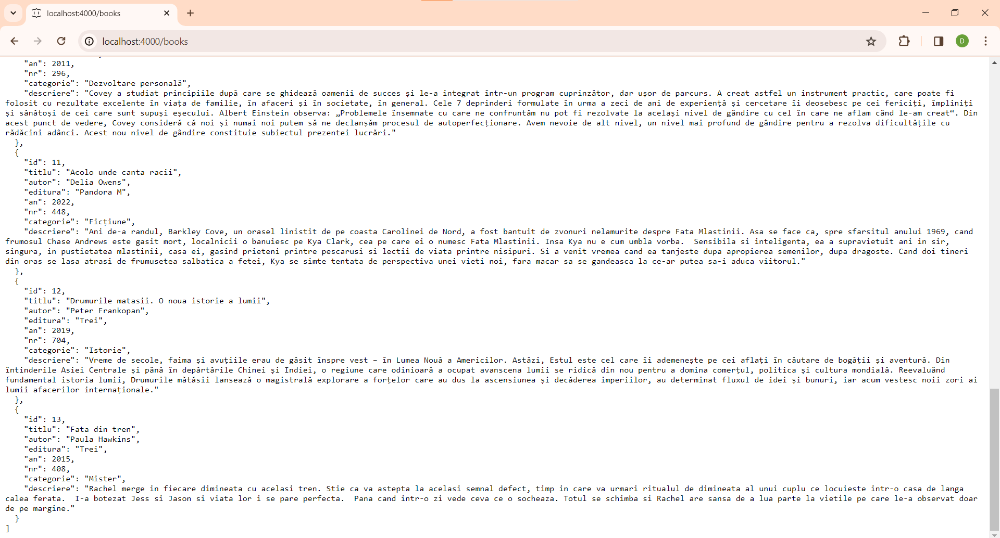 localhost:4000/books
localhost:4000/books
D
"an": 2011,
"nr": 296,
"categorie": "Dezvoltare personală",
"descriere": "Covey a studiat principiile după care se ghidează oamenii de succes și le-a integrat într-un program cuprinzător, dar ușor de parcurs. A creat astfel un instrument practic, care poate fi
folosit cu rezultate excelente în viața de familie, în afaceri și în societate, în general. Cele 7 deprinderi formulate în urma a zeci de ani de experiență și cercetare îi deosebesc pe cei fericiți, împliniți
și sănătoși de cei care sunt supuși eșecului. Albert Einstein observa: „Problemele însemnate cu care ne confruntăm nu pot fi rezolvate la același nivel de gândire cu cel în care ne aflam când le-am creat“. Din
acest punct de vedere, Covey consideră că noi și numai noi putem să ne declanșăm procesul de autoperfecționare. Avem nevoie de alt nivel, un nivel mai profund de gândire pentru a rezolva dificultățile cu
rădăcini adânci. Acest nou nivel de gândire constituie subiectul prezentei lucrări."
},
{
"id": 11,
"titlu": "Acolo unde canta racii",
"autor": "Delia Owens",
"editura": "Pandora M",
"an": 2022,
"nr": 448,
"categorie": "Ficțiune",
"descriere": "Ani de-a randul, Barkley Cove, un orasel linistit de pe coasta Carolinei de Nord, a fost bantuit de zvonuri nelamurite despre Fata Mlastinii. Asa se face ca, spre sfarsitul anului 1969, cand
frumosul Chase Andrews este gasit mort, localnicii o banuiesc pe Kya Clark, cea pe care ei o numesc Fata Mlastinii. Insa Kya nu e cum umbla vorba.  Sensibila si inteligenta, ea a supravietuit ani in sir,
singura, in pustietatea mlastinii, casa ei, gasind prieteni printre pescarusi si lectii de viata printre nisipuri. Si a venit vremea cand ea tanjeste dupa apropierea semenilor, dupa dragoste. Cand doi tineri
din oras se lasa atrasi de frumusetea salbatica a fetei, Kya se simte tentata de perspectiva unei vieti noi, fara macar sa se gandeasca la ce-ar putea sa-i aduca viitorul."
},
{
"id": 12,
"titlu": "Drumurile matasii. O noua istorie a lumii",
"autor": "Peter Frankopan",
"editura": "Trei",
"an": 2019,
"nr": 704,
"categorie": "Istorie",
"descriere": "Vreme de secole, faima și avuțiile erau de găsit înspre vest – în Lumea Nouă a Americilor. Astăzi, Estul este cel care îi ademenește pe cei aflați în căutare de bogății și aventură. Din
întinderile Asiei Centrale și până în depărtările Chinei și Indiei, o regiune care odinioară a ocupat avanscena lumii se ridică din nou pentru a domina comerțul, politica și cultura mondială. Reevaluând
fundamental istoria lumii, Drumurile mătăsii lansează o magistrală explorare a forțelor care au dus la ascensiunea și decăderea imperiilor, au determinat fluxul de idei și bunuri, iar acum vestesc noii zori ai
lumii afacerilor internaționale."
},
{
"id": 13,
"titlu": "Fata din tren",
"autor": "Paula Hawkins",
"editura": "Trei",
"an": 2015,
"nr": 408,
"categorie": "Mister",
"descriere": "Rachel merge in fiecare dimineata cu acelasi tren. Stie ca va astepta la acelasi semnal defect, timp in care va urmari ritualul de dimineata al unui cuplu ce locuieste intr-o casa de langa
calea ferata.  I-a botezat Jess si Jason si viata lor i se pare perfecta.  Pana cand intr-o zi vede ceva ce o socheaza. Totul se schimba si Rachel are sansa de a lua parte la vietile pe care le-a observat doar
de pe margine."
}
]